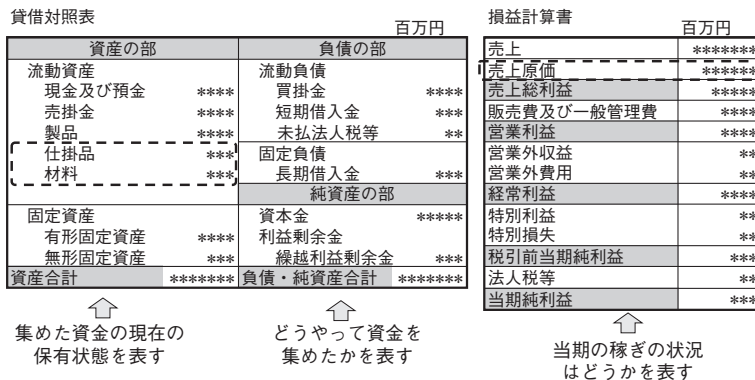 貸借対照表
百万円
資産の部 負債の部
流動資産 流動負債
現金及び預金 **** 買掛金 ****
売掛金 **** 短期借入金 ***
製品 **** 未払法人税等 **
仕掛品 *** 固定負債
材料 *** 長期借入金 ***
純資産の部
固定資産 資本金 *****
有形固定資産 **** 利益剰余金
無形固定資産 *** 繰越利益剰余金 ***
資産合計 ******* 負債・純資産合計 *******
集めた資金の現在の
保有状態を表す
どうやって資金を
集めたかを表す
損益計算書
百万円
売上 *******
売上原価 ******
売上総利益 *****
販売費及び一般管理費 ****
営業利益 ****
営業外収益 **
営業外費用 **
経常利益 ****
特別利益 **
特別損失 **
税引前当期純利益 ***
法人税等 **
当期純利益 ***
当期の稼ぎの状況
はどうかを表す